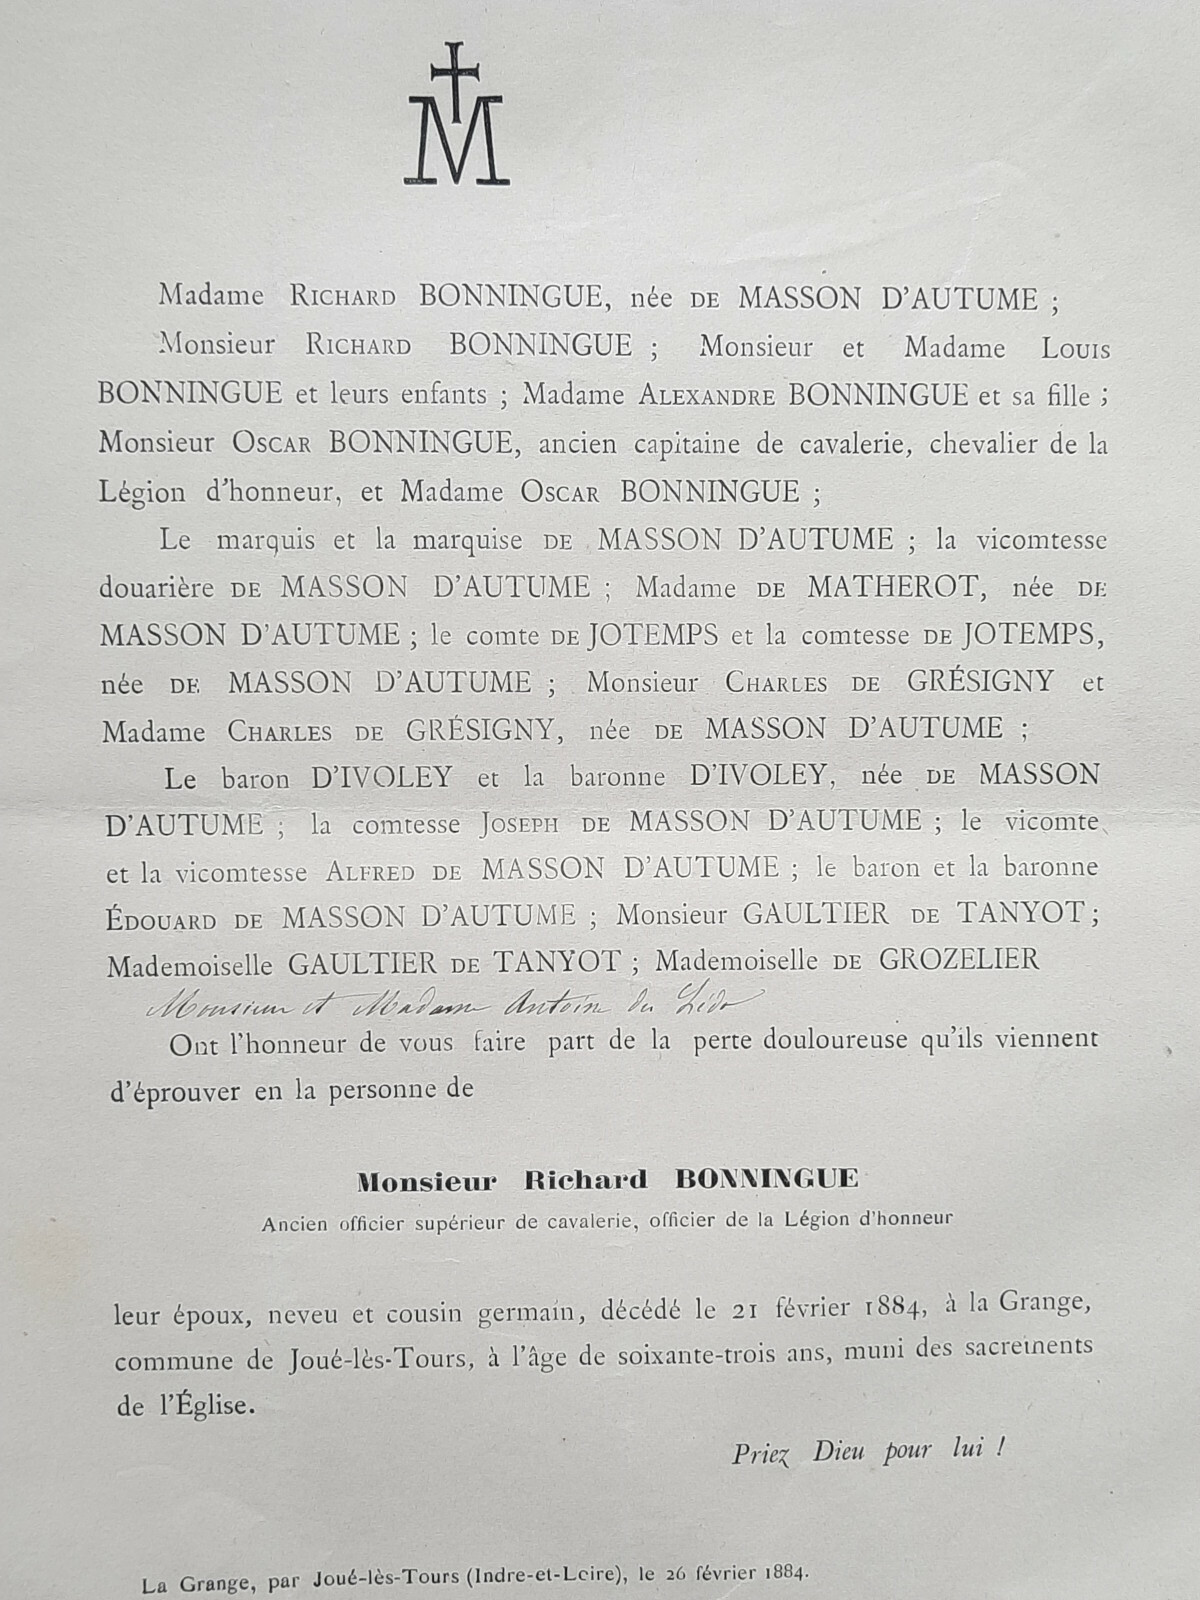 M
Madame RICHARD BONNINGUE, née DE MASSON D'AUTUME ;
Monsieur RICHARD BONNINGUE ; Monsieur et Madame LOUIS
BONNINGUE et leurs enfants ; Madame ALEXANDRE BONNINGUE et sa fille ;
Monsieur OSCAR BONNINGUE, ancien capitaine de cavalerie, chevalier de la
Légion d'honneur, et Madame OSCAR BONNINGUE ;
Le marquis et la marquise DE MASSON D'AUTUME ; la vicomtesse
douarière DE MASSON D'AUTUME ; Madame DE MATHEROT, née DE
MASSON D'AUTUME ; le comte DE JOTEMPS et la comtesse DE JOTEMPS,
née DE MASSON D'AUTUME ; Monsieur CHARLES DE GRÉSIGNY et
Madame CHARLES DE GRÉSIGNY, née DE MASSON D'AUTUME ;
Le baron D'IVOLEY et la baronne D'IVOLEY, née DE MASSON
D'AUTUME ; la comtesse JOSEPH DE MASSON D'AUTUME ; le vicomte
et la vicomtesse ALFRED DE MASSON D'AUTUME ; le baron et la baronne
ÉDOUARD DE MASSON D'AUTUME ; Monsieur GAULTIER DE TANYOT ;
Mademoiselle GAULTIER DE TANYOT ; Mademoiselle DE GROZELIER
Monsieur et Madame Antoine du
Ont l'honneur de vous faire part de la perte douloureuse qu'ils viennent
d'éprouver en la personne de
Monsieur Richard BONNINGUE
Ancien officier supérieur de cavalerie, officier de la Légion d'honneur
leur époux, neveu et cousin germain, décédé le 21 février 1884, à la Grange,
commune de Joué-lès-Tours, à l'âge de soixante-trois ans, muni des sacrements
de l'Église.
Priez Dieu pour lui !
La Grange, par Joué-lès-Tours (Indre-et-Loire), le 26 février 1884.